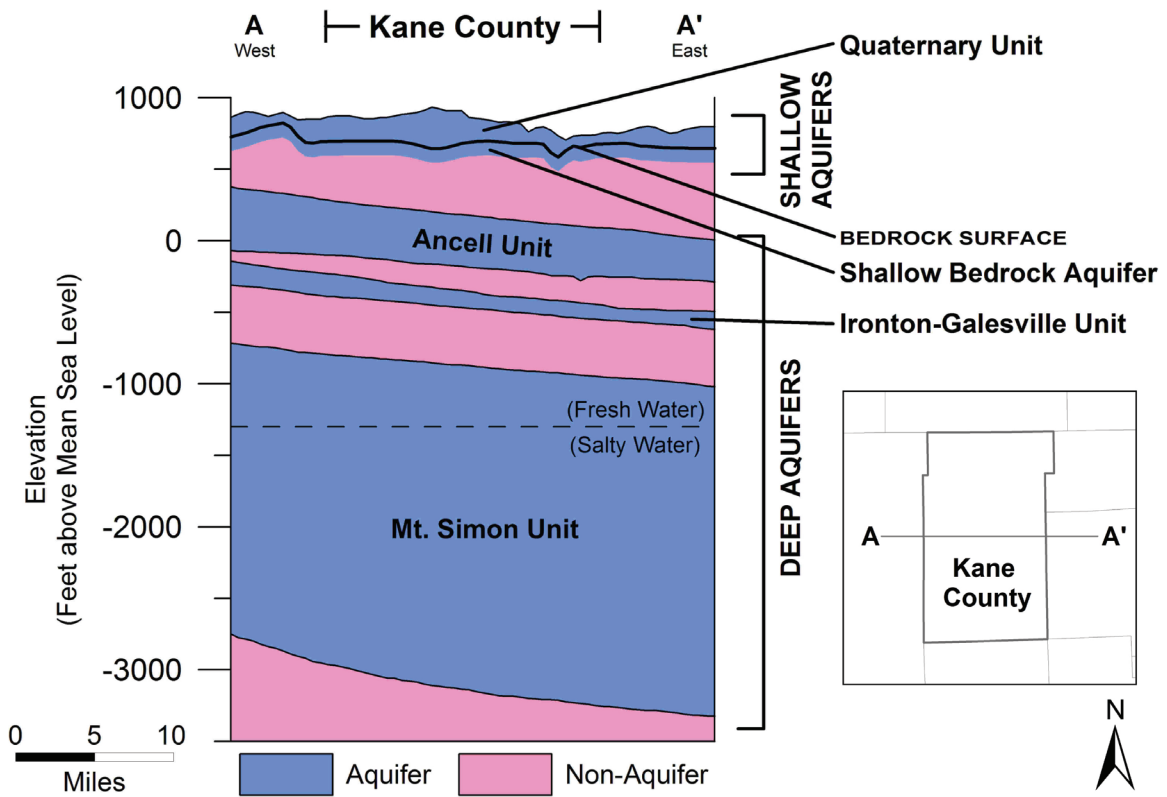 A
West
Kane County
A'
East
Quaternary Unit
SHALLOW
AQUIFERS
BEDROCK SURFACE
Shallow Bedrock Aquifer
Ironton-Galesville Unit
DEEP AQUIFERS
Elevation
(Feet above Mean Sea Level)
1000
0
-1000
-2000
-3000
Ancell Unit
(Fresh Water)
(Salty Water)
Mt. Simon Unit
A
A'
Kane
County
N
0
5
10
Miles
Aquifer
Non-Aquifer